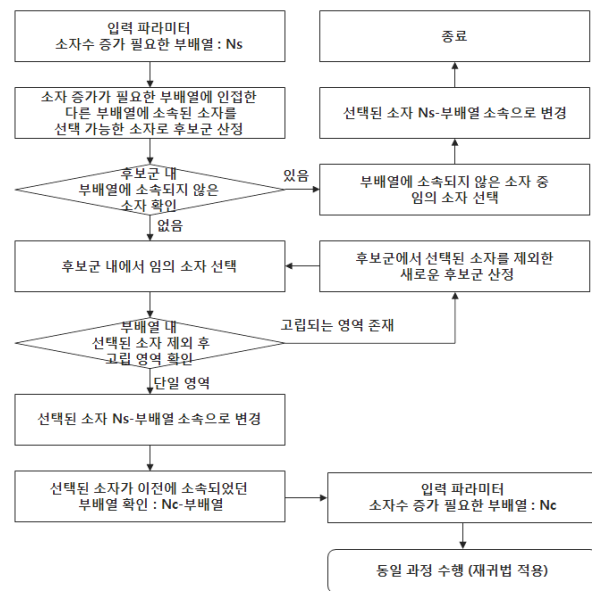 입력 파라미터
소자수 증가 필요한 부배열 : Ns
소자 증가가 필요한 부배열에 인접한
다른 부배열에 소속된 소자를
선택 가능한 소자로 후보군 산정
후보군 내
부배열에 소속되지 않은
소자 확인
있음
없음
부배열에 소속되지 않은 소자 중
임의 소자 선택
선택된 소자 Ns-부배열 소속으로 변경
종료
후보군 내에서 임의 소자 선택
후보군에서 선택된 소자를 제외한
새로운 후보군 산정
부배열 내
선택된 소자 제외 후
고립 영역 확인
고립되는 영역 존재
단일 영역
선택된 소자 Ns-부배열 소속으로 변경
선택된 소자가 이전에 소속되었던
부배열 확인 : Nc-부배열
입력 파라미터
소자수 증가 필요한 부배열 : Nc
동일 과정 수행 (재귀법 적용)